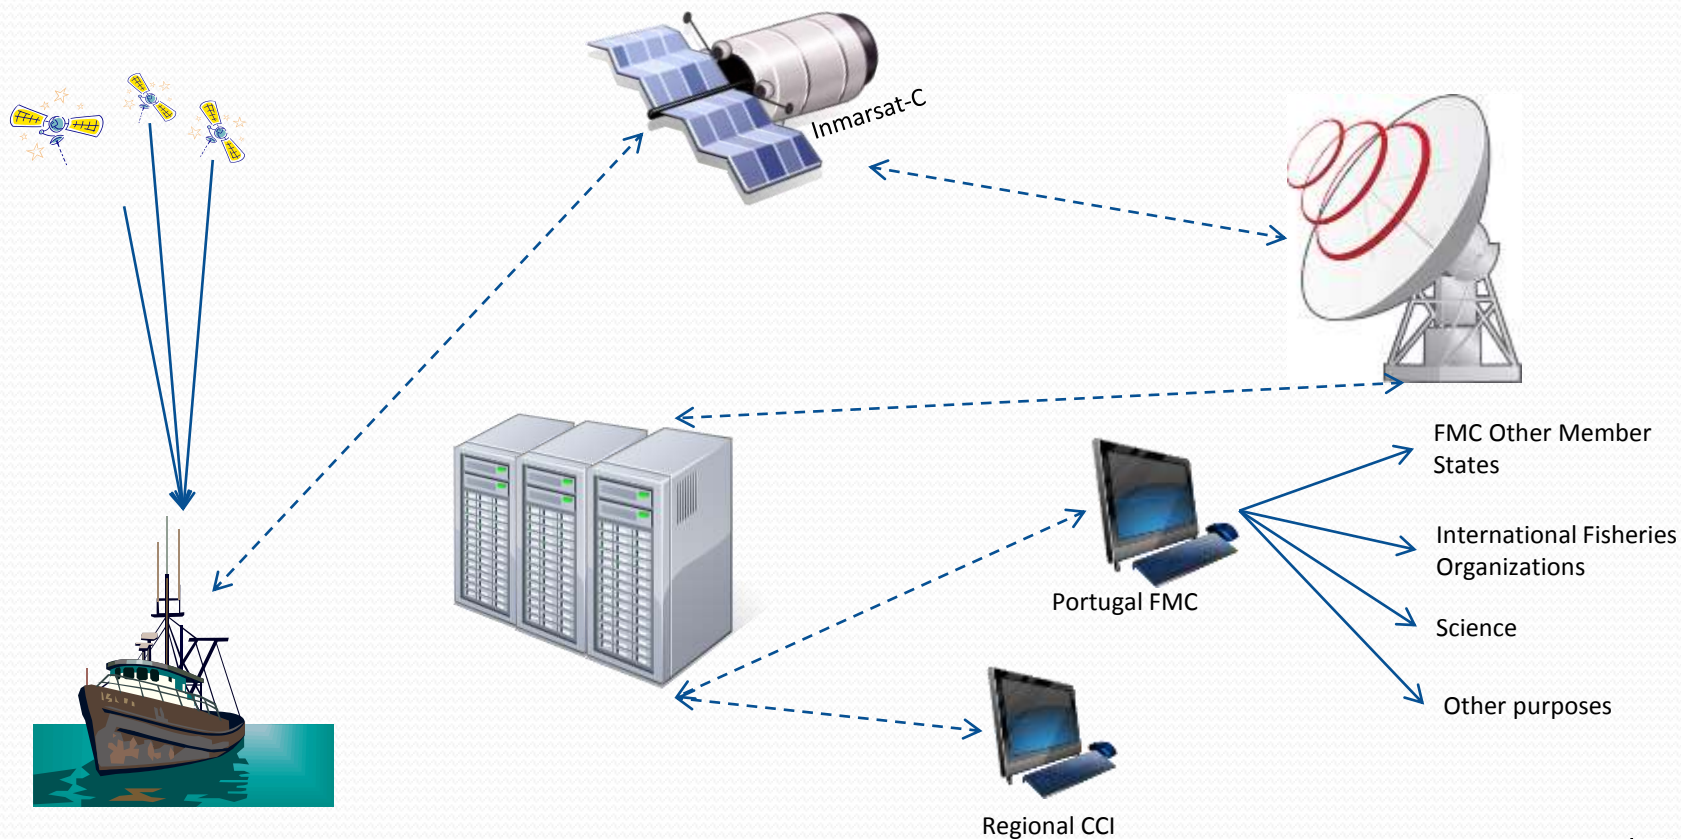 Inmarsat-C
FMC Other Member
States
International Fisheries
Organizations
Portugal FMC
Science
Other purposes
Regional CCI